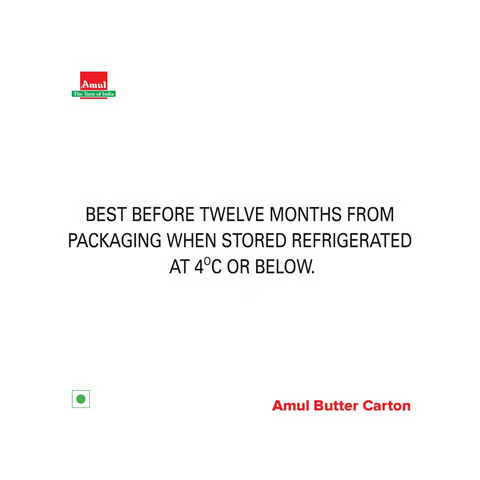 Amul
The Taste of India
BEST BEFORE TWELVE MONTHS FROM
PACKAGING WHEN STORED REFRIGERATED
AT 4⁰C OR BELOW.
Amul Butter Carton